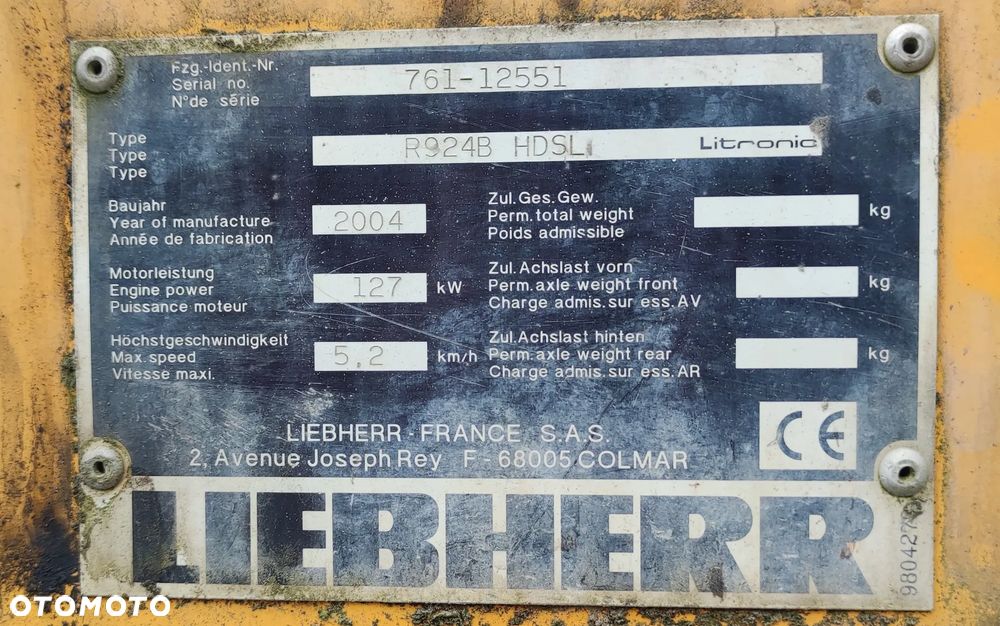 Fzg.-Ident.-Nr.
Serial no.
N°de série
761-12551
Type
Type
Type
R924B HDSL Litronic
Baujahr
Year of manufacture
Année de fabrication
2004
Zul.Ges.Gew.
Perm.total weight
Poids admissible
kg
Motorleistung
Engine power
Puissance moteur
127 kW
Zul.Achslast vorn
Perm.axle weight front
Charge admis.sur ess.AV
kg
Höchstgeschwindigkeit
Max.speed
Vitesse maxi.
5,2 km/h
Zul.Achslast hinten
Perm.axle weight rear
Charge admis.sur ess.AR
kg
LIEBHERR-FRANCE S.A.S.
2, Avenue Joseph Rey F-68005 COLMAR
CE
LIEBHERR
OTOMOTO